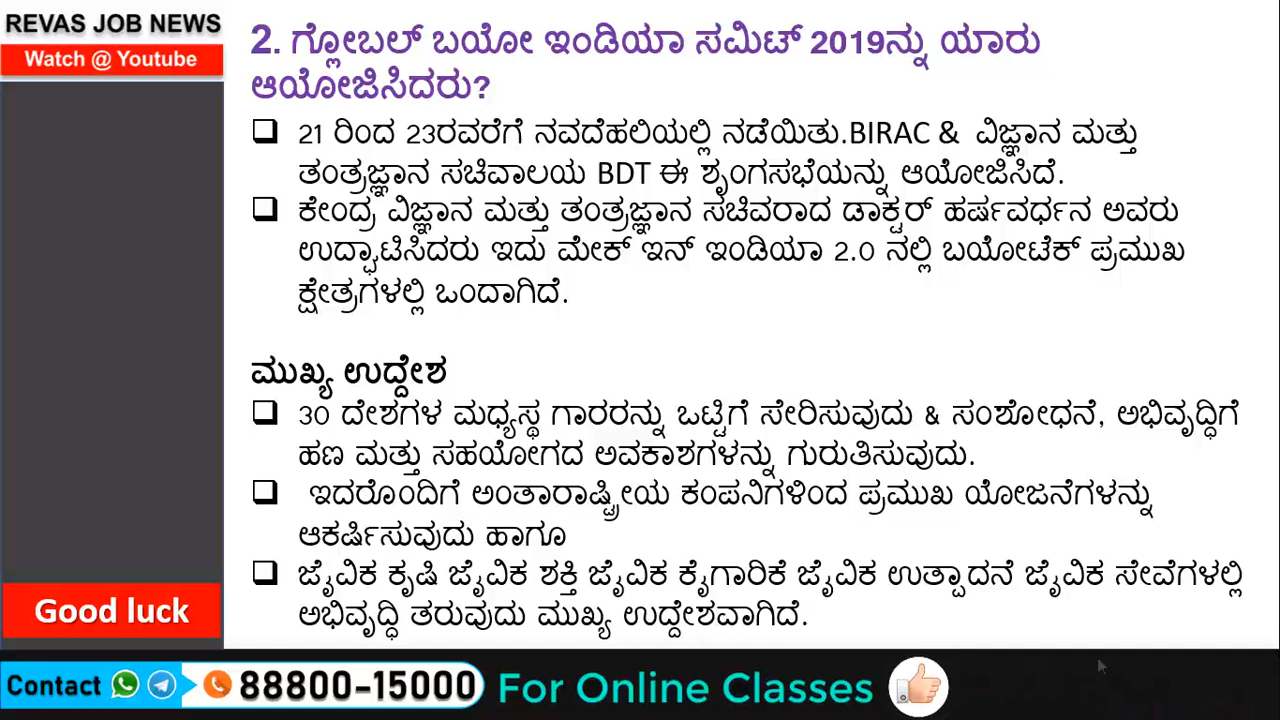 REVAS JOB NEWS
Watch @ Youtube
2. ಗ್ಲೋಬಲ್ ಬಯೋ ಇಂಡಿಯಾ ಸಮಿಟ್ 2019ನ್ನು ಯಾರು
ಆಯೋಜಿಸಿದರು?
21 ರಿಂದ 23ರವರೆಗೆ ನವದೆಹಲಿಯಲ್ಲಿ ನಡೆಯಿತು.BIRAC & ವಿಜ್ಞಾನ ಮತ್ತು
ತಂತ್ರಜ್ಞಾನ ಸಚಿವಾಲಯ BDT ಈ ಶೃಂಗಸಭೆಯನ್ನು ಆಯೋಜಿಸಿದೆ.
ಕೇಂದ್ರ ವಿಜ್ಞಾನ ಮತ್ತು ತಂತ್ರಜ್ಞಾನ ಸಚಿವರಾದ ಡಾಕ್ಟರ್ ಹರ್ಷವರ್ಧನ ಅವರು
ಉದ್ಘಾಟಿಸಿದರು ಇದು ಮೇಕ್ ಇನ್ ಇಂಡಿಯಾ 2.0 ನಲ್ಲಿ ಬಯೋಟೆಕ್ ಪ್ರಮುಖ
ಕ್ಷೇತ್ರಗಳಲ್ಲಿ ಒಂದಾಗಿದೆ.
ಮುಖ್ಯ ಉದ್ದೇಶ
30 ದೇಶಗಳ ಮಧ್ಯಸ್ಥ ಗಾರರನ್ನು ಒಟ್ಟಿಗೆ ಸೇರಿಸುವುದು & ಸಂಶೋಧನೆ, ಅಭಿವೃದ್ಧಿಗೆ
ಹಣ ಮತ್ತು ಸಹಯೋಗದ ಅವಕಾಶಗಳನ್ನು ಗುರುತಿಸುವುದು.
ಇದರೊಂದಿಗೆ ಅಂತಾರಾಷ್ಟ್ರೀಯ ಕಂಪನಿಗಳಿಂದ ಪ್ರಮುಖ ಯೋಜನೆಗಳನ್ನು
ಆಕರ್ಷಿಸುವುದು ಹಾಗೂ
ಜೈವಿಕ ಕೃಷಿ ಜೈವಿಕ ಶಕ್ತಿ ಜೈವಿಕ ಕೈಗಾರಿಕೆ ಜೈವಿಕ ಉತ್ಪಾದನೆ ಜೈವಿಕ ಸೇವೆಗಳಲ್ಲಿ
ಅಭಿವೃದ್ಧಿ ತರುವುದು ಮುಖ್ಯ ಉದ್ದೇಶವಾಗಿದೆ.
Good luck
Contact 88800-15000 For Online Classes